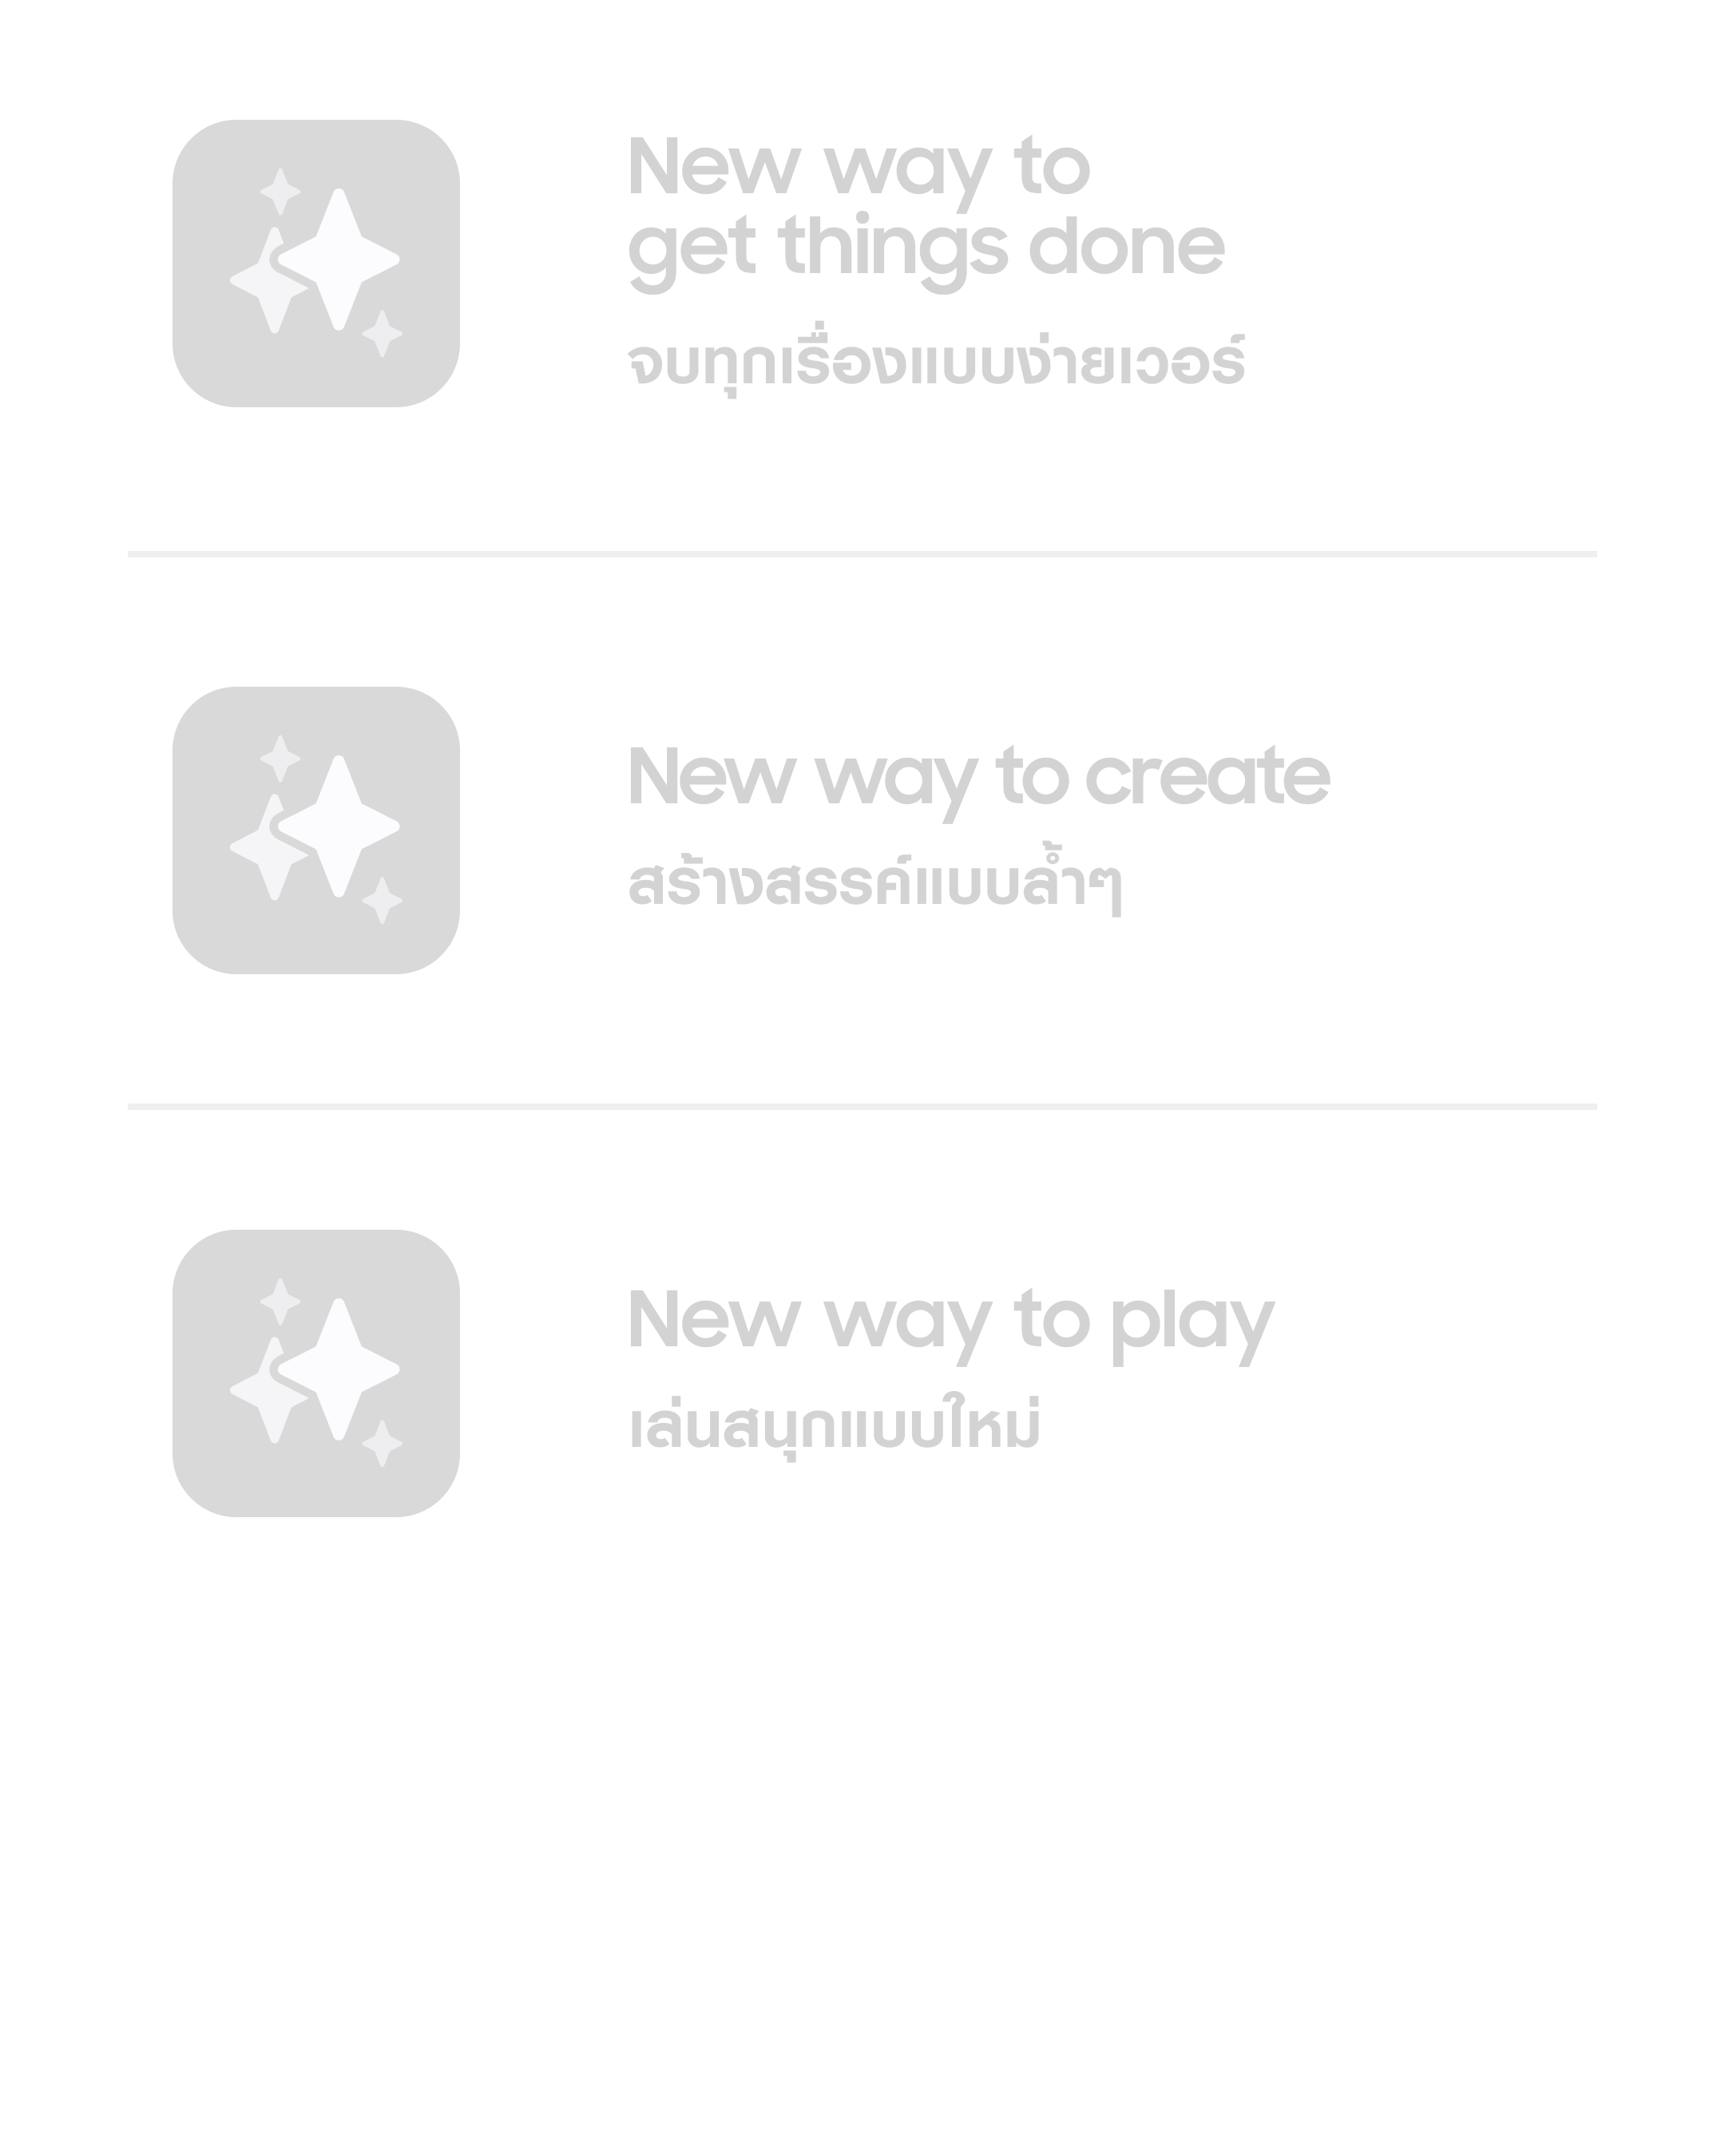 New way to
get things done
จบทุกเรื่องแบบง่ายเวอร์
New way to create
สร้างสรรค์แบบล้ำๆ
New way to play
เล่นสนุกแบบใหม่